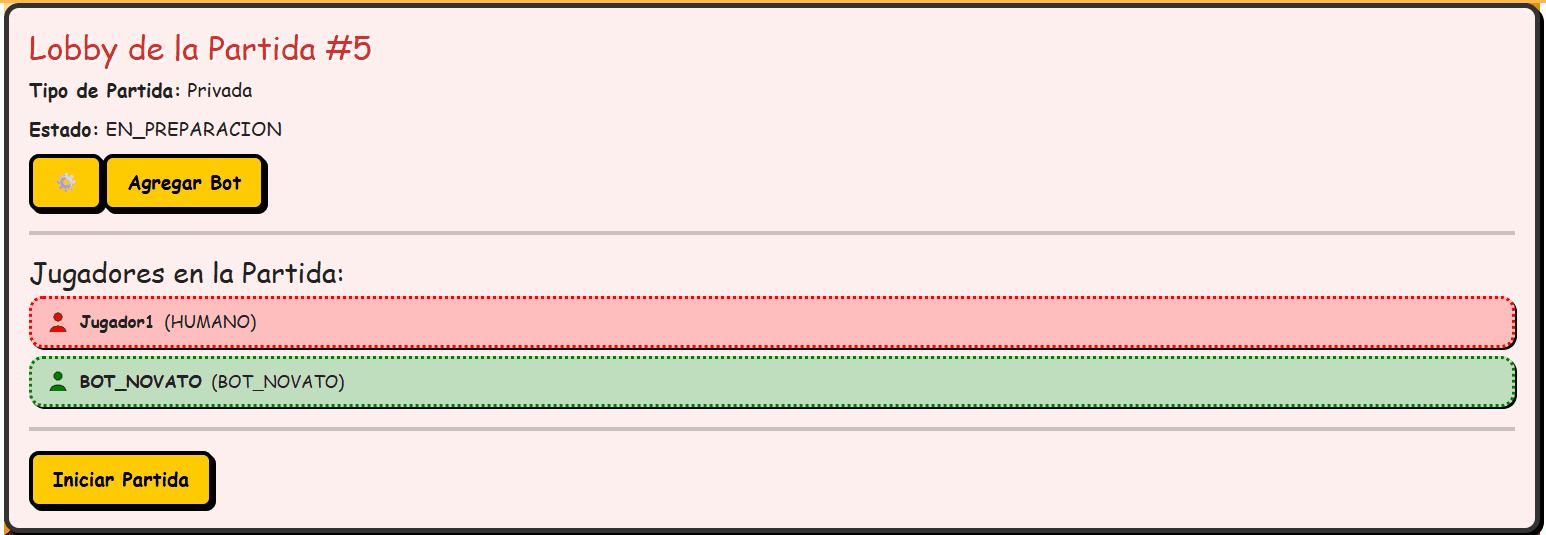 Lobby de la Partida #5
Tipo de Partida: Privada
Estado: EN_PREPARACION
Agregar Bot
Jugadores en la Partida:
Jugador1 (HUMANO)
BOT_NOVATO (BOT_NOVATO)
Iniciar Partida